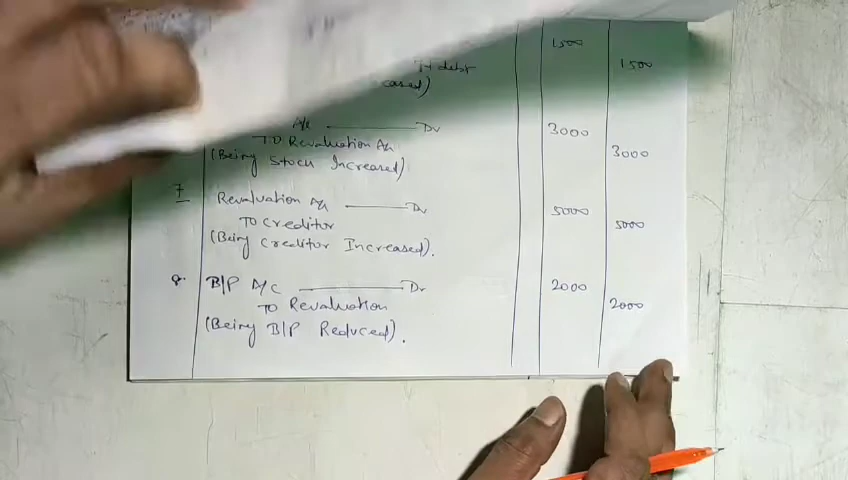 debt 1500
1500
A/c Dr 3000
TO Revaluation A/c
(Being Stock Increased) 3000
7 Revaluation A/c Dr 5000
TO Creditor 5000
(Being Creditor Increased).
8. B/P A/C Dr 2000
TO Revaluation 2000
(Being B/P Reduced).